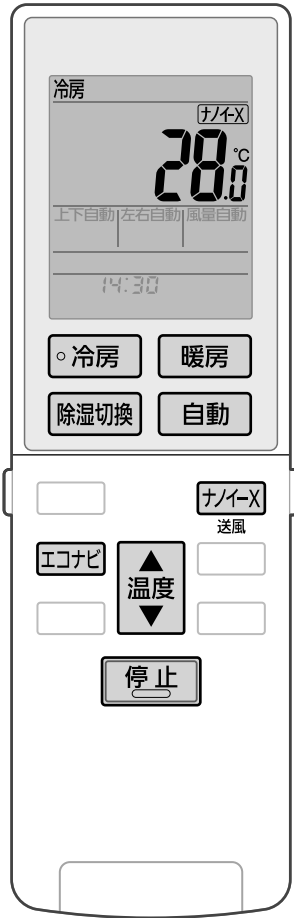 冷房
ナノイーX
28.0℃
上下自動 左右自動 風量自動
14:30
冷房 暖房
除湿切換 自動
ナノイーX
送風
エコナビ
▲
温度
▼
停止